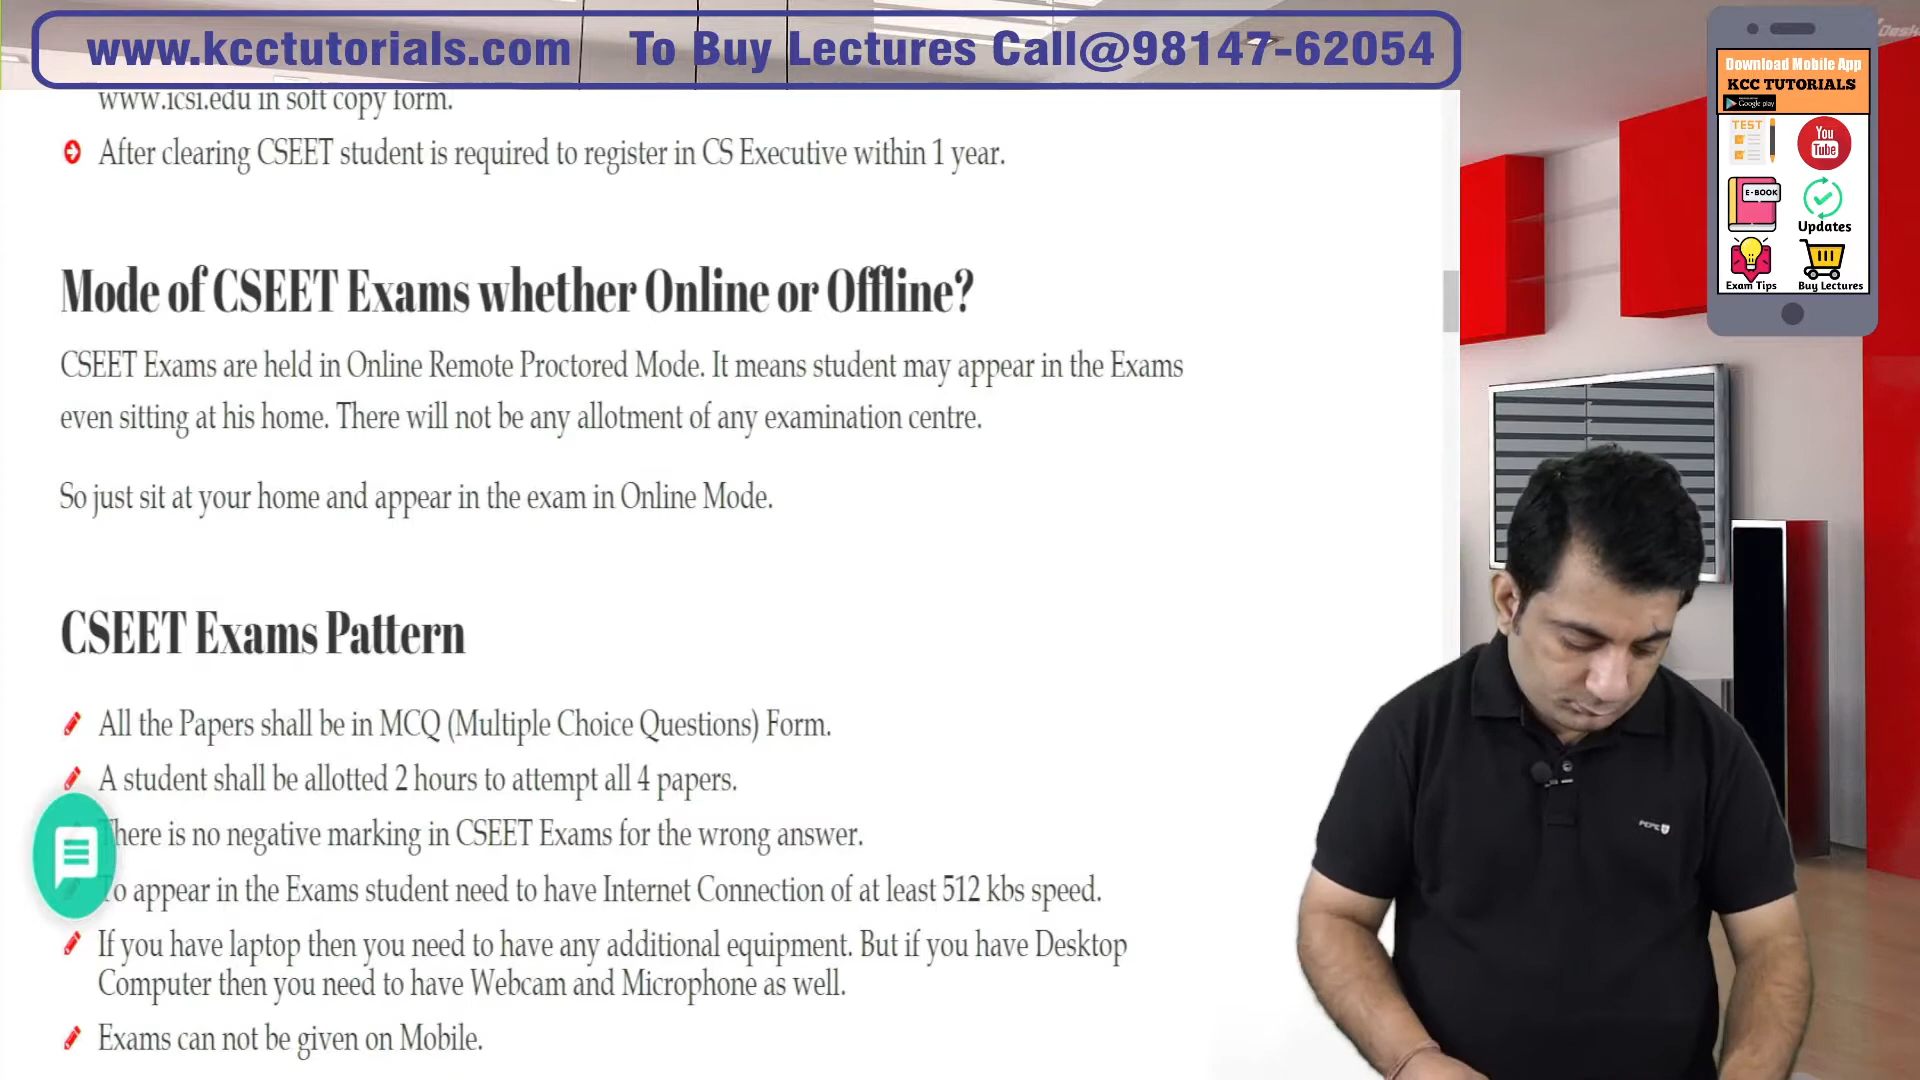 www.kcctutorials.com To Buy Lectures Call@98147-62054
Desk
Download Mobile App
KCC TUTORIALS
Google play
TEST
You
Tube
E-BOOK
Updates
Exam Tips
Buy Lectures
www.icsi.edu in soft copy form.
After clearing CSEET student is required to register in CS Executive within 1 year.
Mode of CSEET Exams whether Online or Offline?
CSEET Exams are held in Online Remote Proctored Mode. It means student may appear in the Exams
even sitting at his home. There will not be any allotment of any examination centre.
So just sit at your home and appear in the exam in Online Mode.
CSEET Exams Pattern
All the Papers shall be in MCQ (Multiple Choice Questions) Form.
A student shall be allotted 2 hours to attempt all 4 papers.
There is no negative marking in CSEET Exams for the wrong answer.
To appear in the Exams student need to have Internet Connection of at least 512 kbs speed.
If you have laptop then you need to have any additional equipment. But if you have Desktop
Computer then you need to have Webcam and Microphone as well.
Exams can not be given on Mobile.